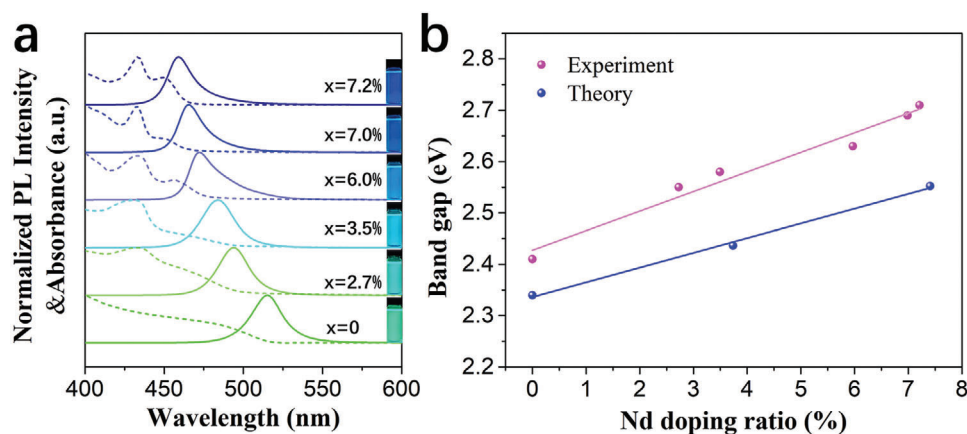 a
Normalized PL Intensity
&Absorbance (a.u.)
x=7.2%
x=7.0%
x=6.0%
x=3.5%
x=2.7%
x=0
400 450 500 550 600
Wavelength (nm)
b
Band gap (eV)
2.8
2.7
2.6
2.5
2.4
2.3
2.2
Experiment
Theory
0 1 2 3 4 5 6 7 8
Nd doping ratio (%)